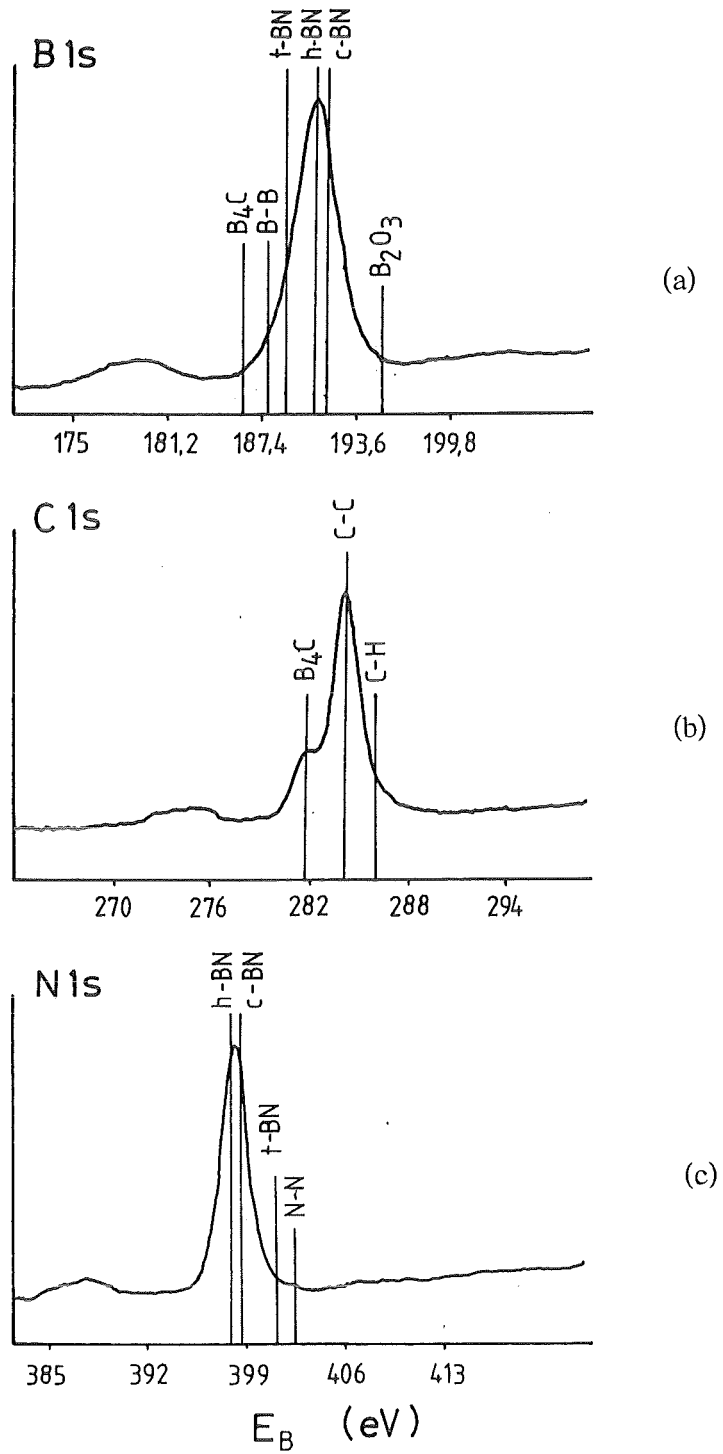 B 1s
t-BN
h-BN
c-BN
B4C
B-B
B2O3
(a)
175 181,2 187,4 193,6 199,8
C 1s
C-C
B4C
C-H
(b)
270 276 282 288 294
N 1s
h-BN
c-BN
t-BN
N-N
(c)
385 392 399 406 413
EB (eV)